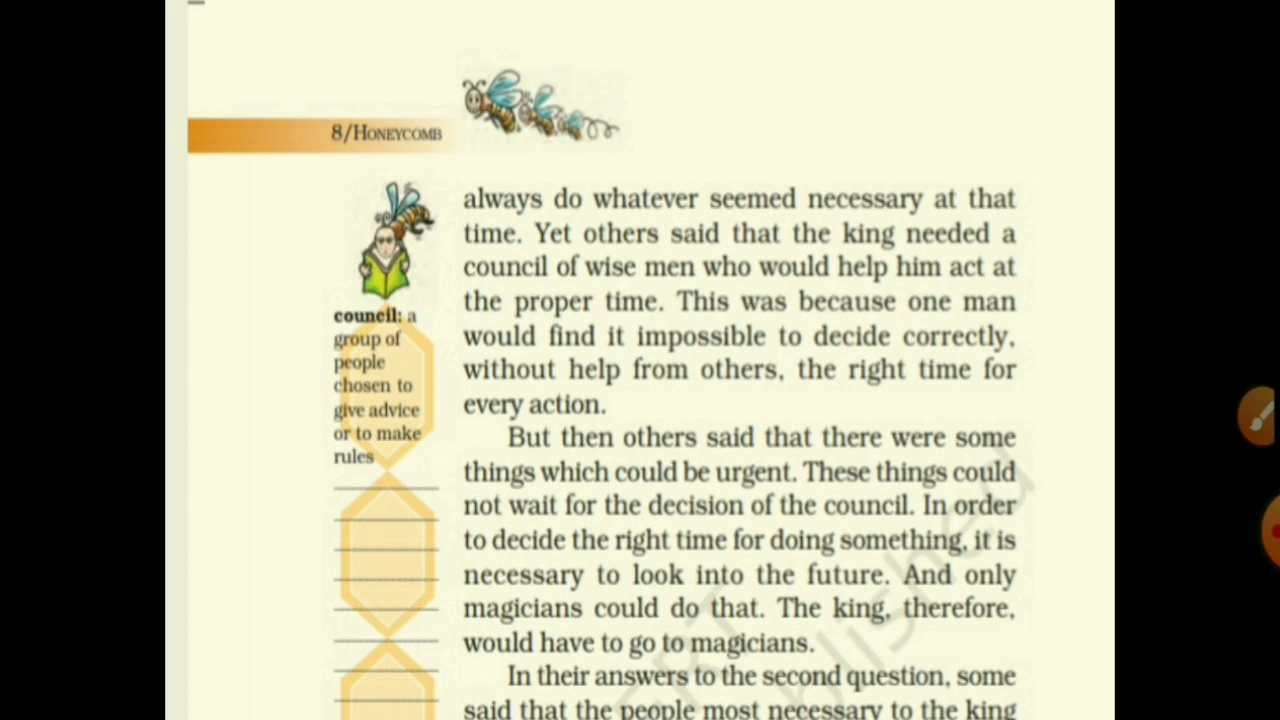 8/HONEYCOMB
always do whatever seemed necessary at that
time. Yet others said that the king needed a
council of wise men who would help him act at
the proper time. This was because one man
would find it impossible to decide correctly,
without help from others, the right time for
every action.
council: a
group of
people
chosen to
give advice
or to make
rules
But then others said that there were some
things which could be urgent. These things could
not wait for the decision of the council. In order
to decide the right time for doing something, it is
necessary to look into the future. And only
magicians could do that. The king, therefore,
would have to go to magicians.
In their answers to the second question, some
said that the people most necessary to the king